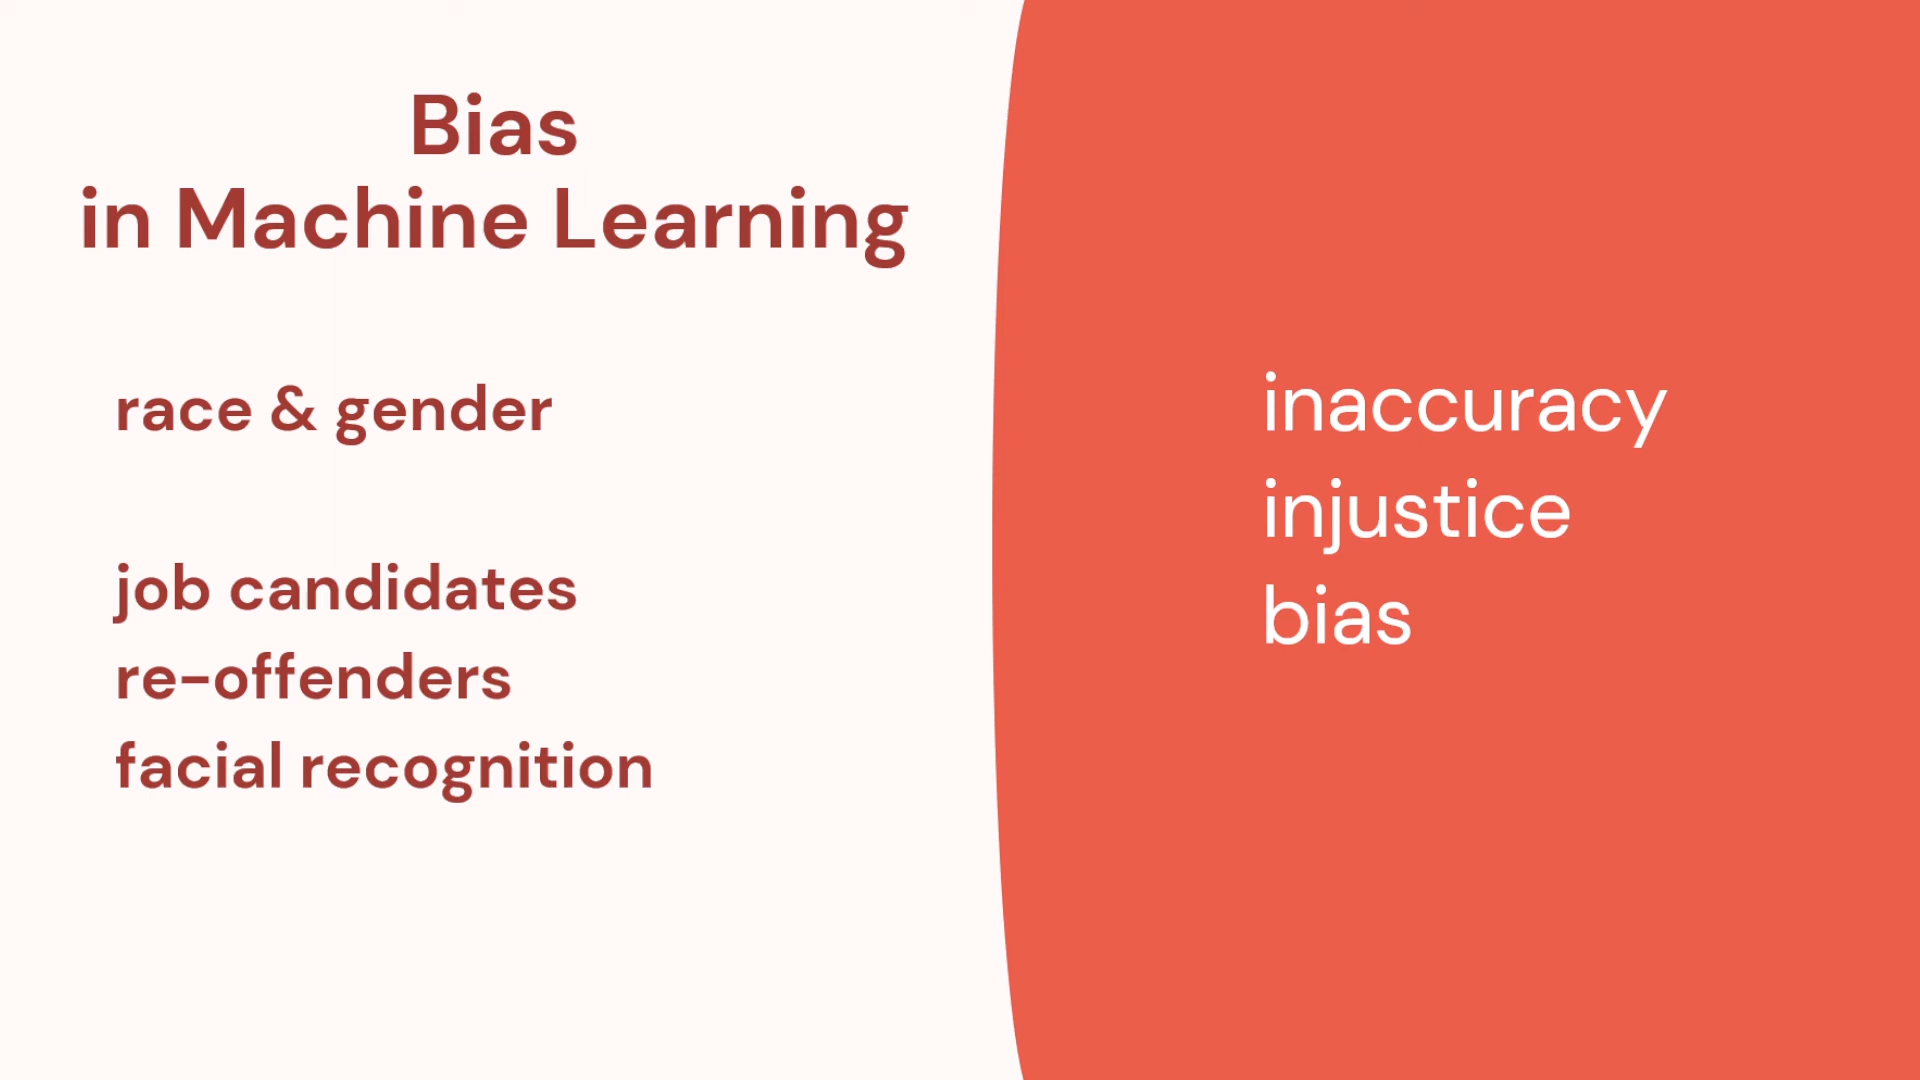 Bias
in Machine Learning
race & gender
job candidates
re-offenders
facial recognition
inaccuracy
injustice
bias